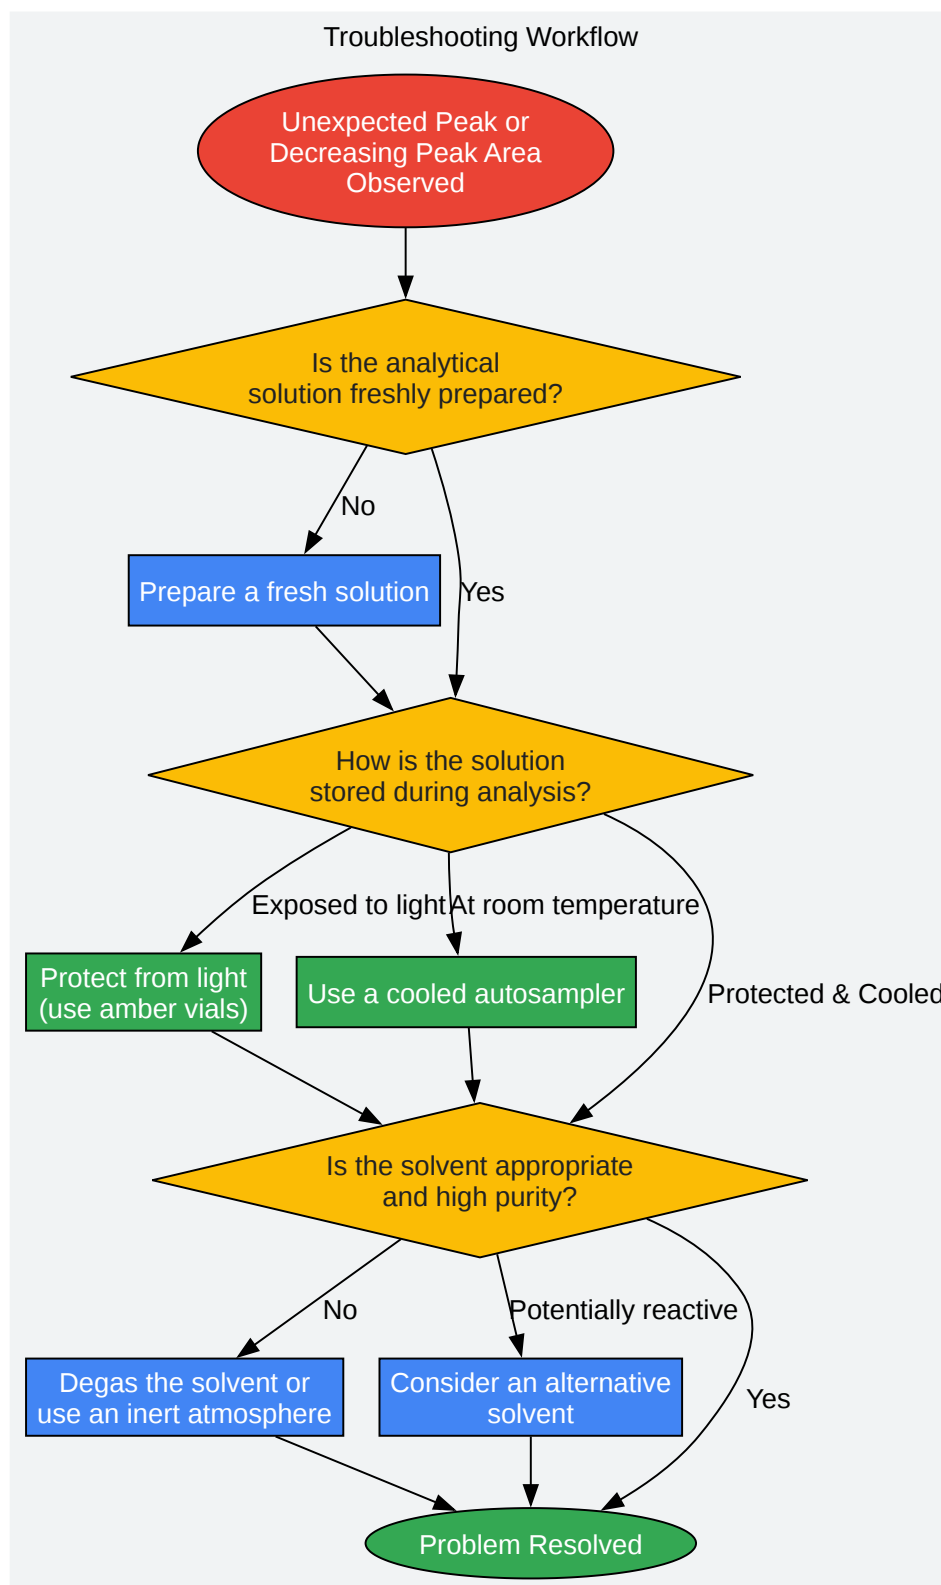 Troubleshooting Workflow
Unexpected Peak or
Decreasing Peak Area
Observed
Is the analytical
solution freshly prepared?
No
Prepare a fresh solution
Yes
How is the solution
stored during analysis?
Exposed to light
At room temperature
Protect from light
(use amber vials)
Use a cooled autosampler
Protected & Cooled
Is the solvent appropriate
and high purity?
No
Potentially reactive
Degas the solvent or
use an inert atmosphere
Consider an alternative
solvent
Yes
Problem Resolved